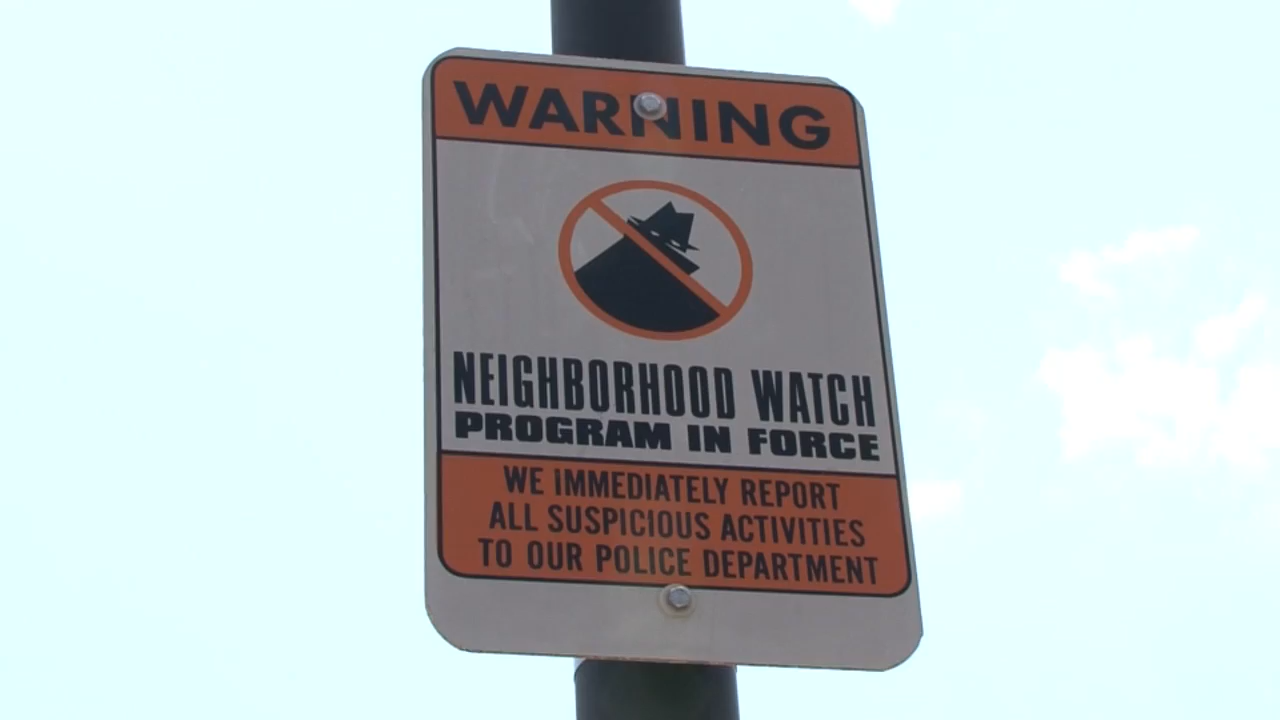 WARNING
NEIGHBORHOOD WATCH
PROGRAM IN FORCE
WE IMMEDIATELY REPORT
ALL SUSPICIOUS ACTIVITIES
TO OUR POLICE DEPARTMENT